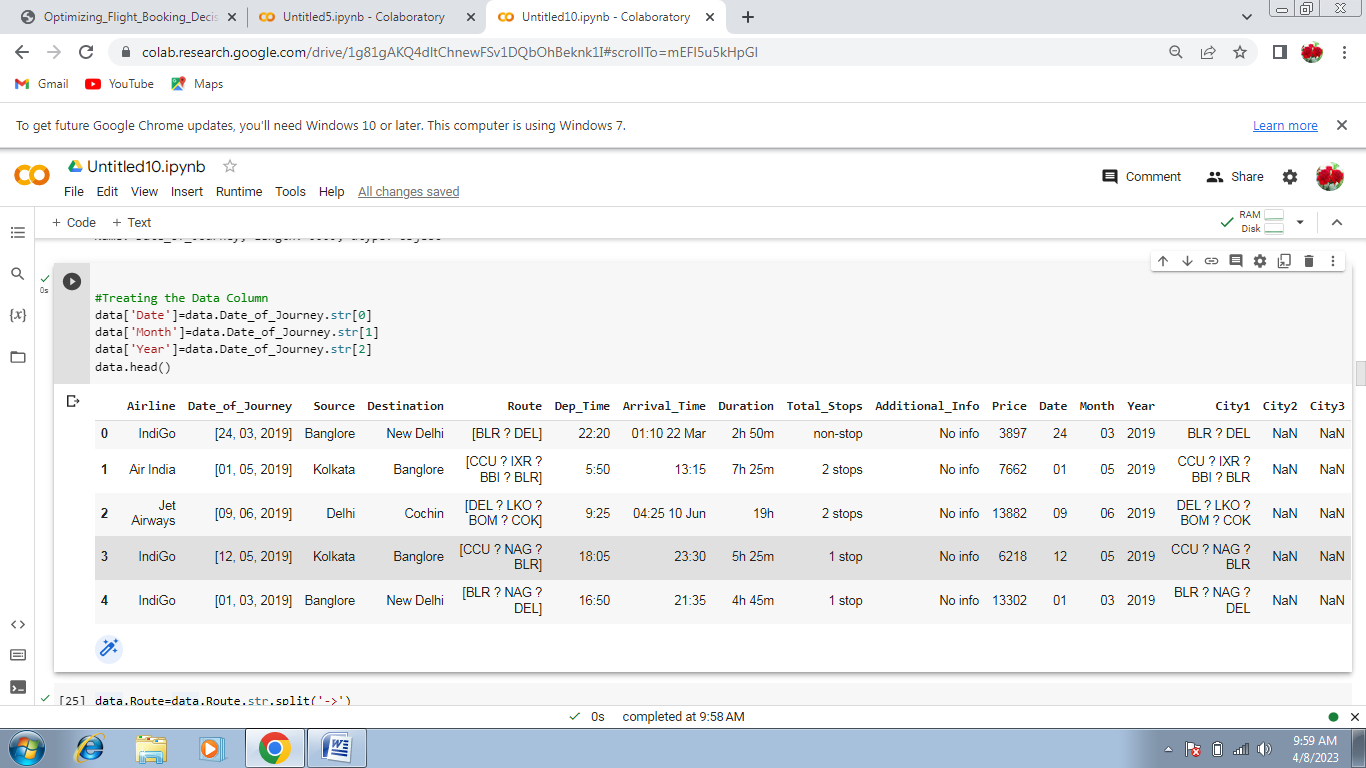 Optimizing_Flight_Booking_Decis
Untitled5.ipynb - Colaboratory
Untitled10.ipynb - Colaboratory
colab.research.google.com/drive/1g81gAKQ4dltChnewFSv1DQbOhBeknk1I#scrollTo=mEFl5u5kHpGl
Gmail YouTube Maps
To get future Google Chrome updates, you'll need Windows 10 or later. This computer is using Windows 7. Learn more
Untitled10.ipynb
Comment Share
File Edit View Insert Runtime Tools Help All changes saved
+ Code + Text
RAM
Disk
Name: Date_of_Journey, Length:
0s
#Treating the Data Column
data['Date']=data.Date_of_Journey.str[0]
data['Month']=data.Date_of_Journey.str[1]
data['Year']=data.Date_of_Journey.str[2]
data.head()
Airline Date_of_Journey Source Destination Route Dep_Time Arrival_Time Duration Total_Stops Additional_Info Price Date Month Year City1 City2 City3
0 IndiGo [24, 03, 2019] Banglore New Delhi [BLR ? DEL] 22:20 01:10 22 Mar 2h 50m non-stop No info 3897 24 03 2019 BLR ? DEL NaN NaN
1 Air India [01, 05, 2019] Kolkata Banglore [CCU ? IXR ? BBI ? BLR] 5:50 13:15 7h 25m 2 stops No info 7662 01 05 2019 CCU ? IXR ? BBI ? BLR NaN NaN
2 Jet Airways [09, 06, 2019] Delhi Cochin [DEL ? LKO ? BOM ? COK] 9:25 04:25 10 Jun 19h 2 stops No info 13882 09 06 2019 DEL ? LKO ? BOM ? COK NaN NaN
3 IndiGo [12, 05, 2019] Kolkata Banglore [CCU ? NAG ? BLR] 18:05 23:30 5h 25m 1 stop No info 6218 12 05 2019 CCU ? NAG ? BLR NaN NaN
4 IndiGo [01, 03, 2019] Banglore New Delhi [BLR ? NAG ? DEL] 16:50 21:35 4h 45m 1 stop No info 13302 01 03 2019 BLR ? NAG ? DEL NaN NaN
[25] data.Route=data.Route.str.split('->')
0s completed at 9:58 AM
9:59 AM
4/8/2023